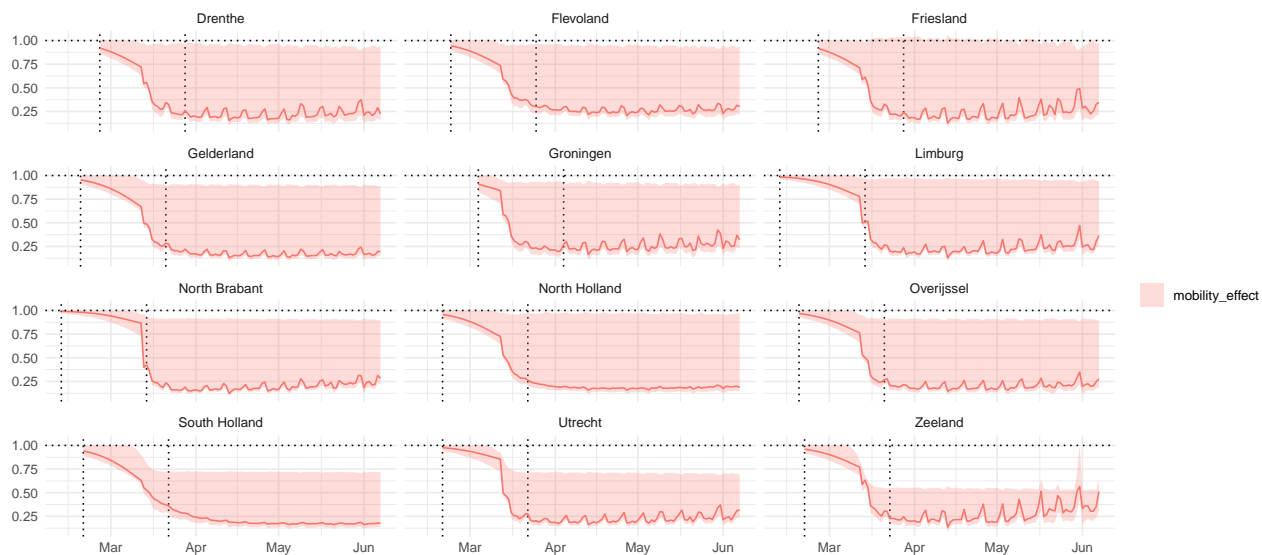 Drenthe Flevoland Friesland
1.00
0.75
0.50
0.25
Gelderland Groningen Limburg
1.00
0.75
0.50
0.25
North Brabant North Holland Overijssel
1.00
0.75
0.50
0.25
mobility_effect
South Holland Utrecht Zeeland
1.00
0.75
0.50
0.25
Mar Apr May Jun Mar Apr May Jun Mar Apr May Jun